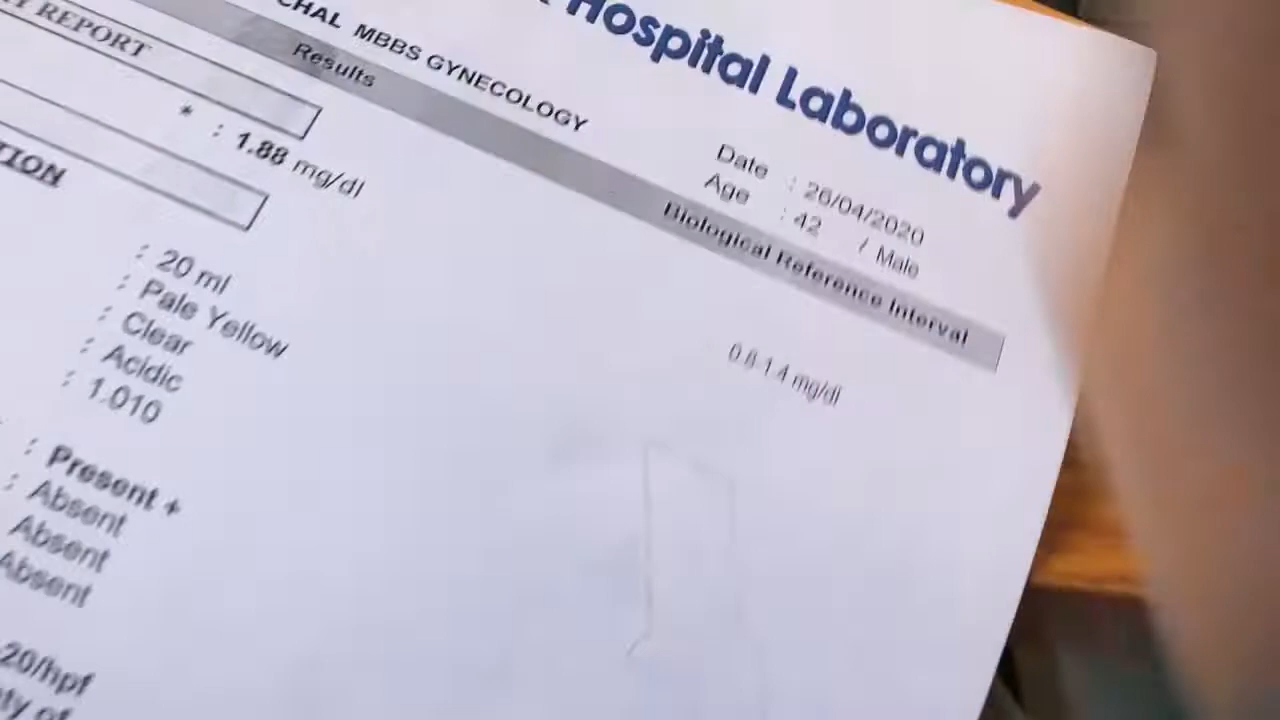 Hospital Laboratory
CHAL MBBS GYNECOLOGY
Date : 26/04/2020
Age : 42 / Male
REPORT
Results
Biological Reference Interval
* : 1.88 mg/dl
0.8-1.4 mg/dl
TION
: 20 ml
: Pale Yellow
: Clear
: Acidic
: 1.010
: Present +
: Absent
Absent
Absent
20/hpf